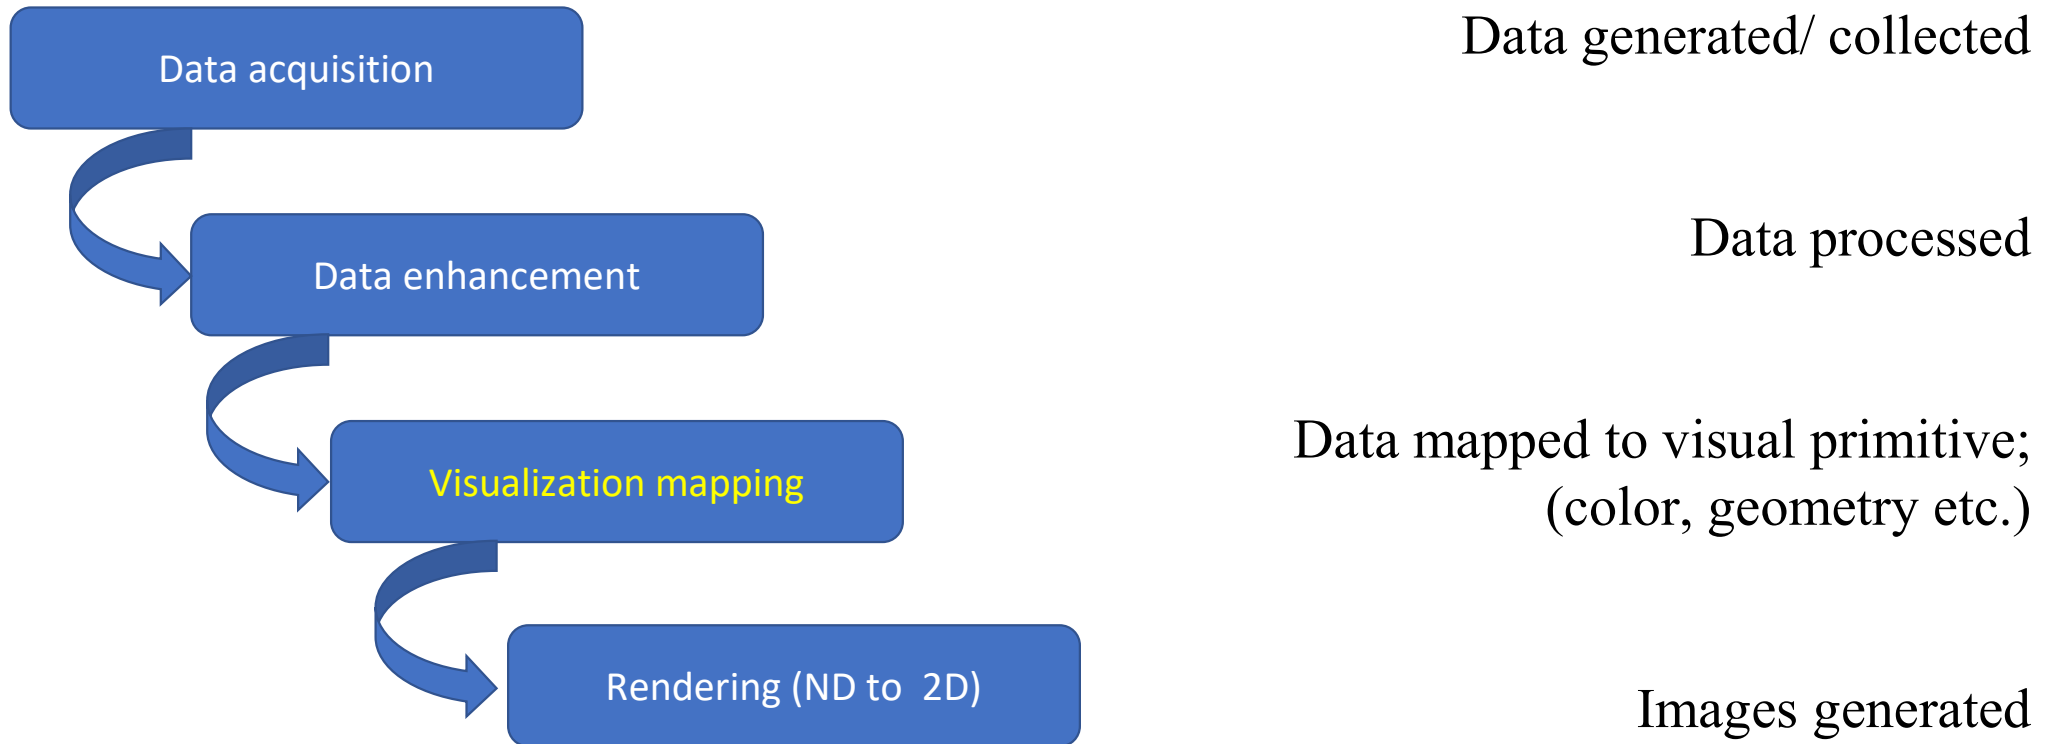 Data acquisition
Data generated/ collected
Data enhancement
Data processed
Visualization mapping
Data mapped to visual primitive;
(color, geometry etc.)
Rendering (ND to  2D)
Images generated